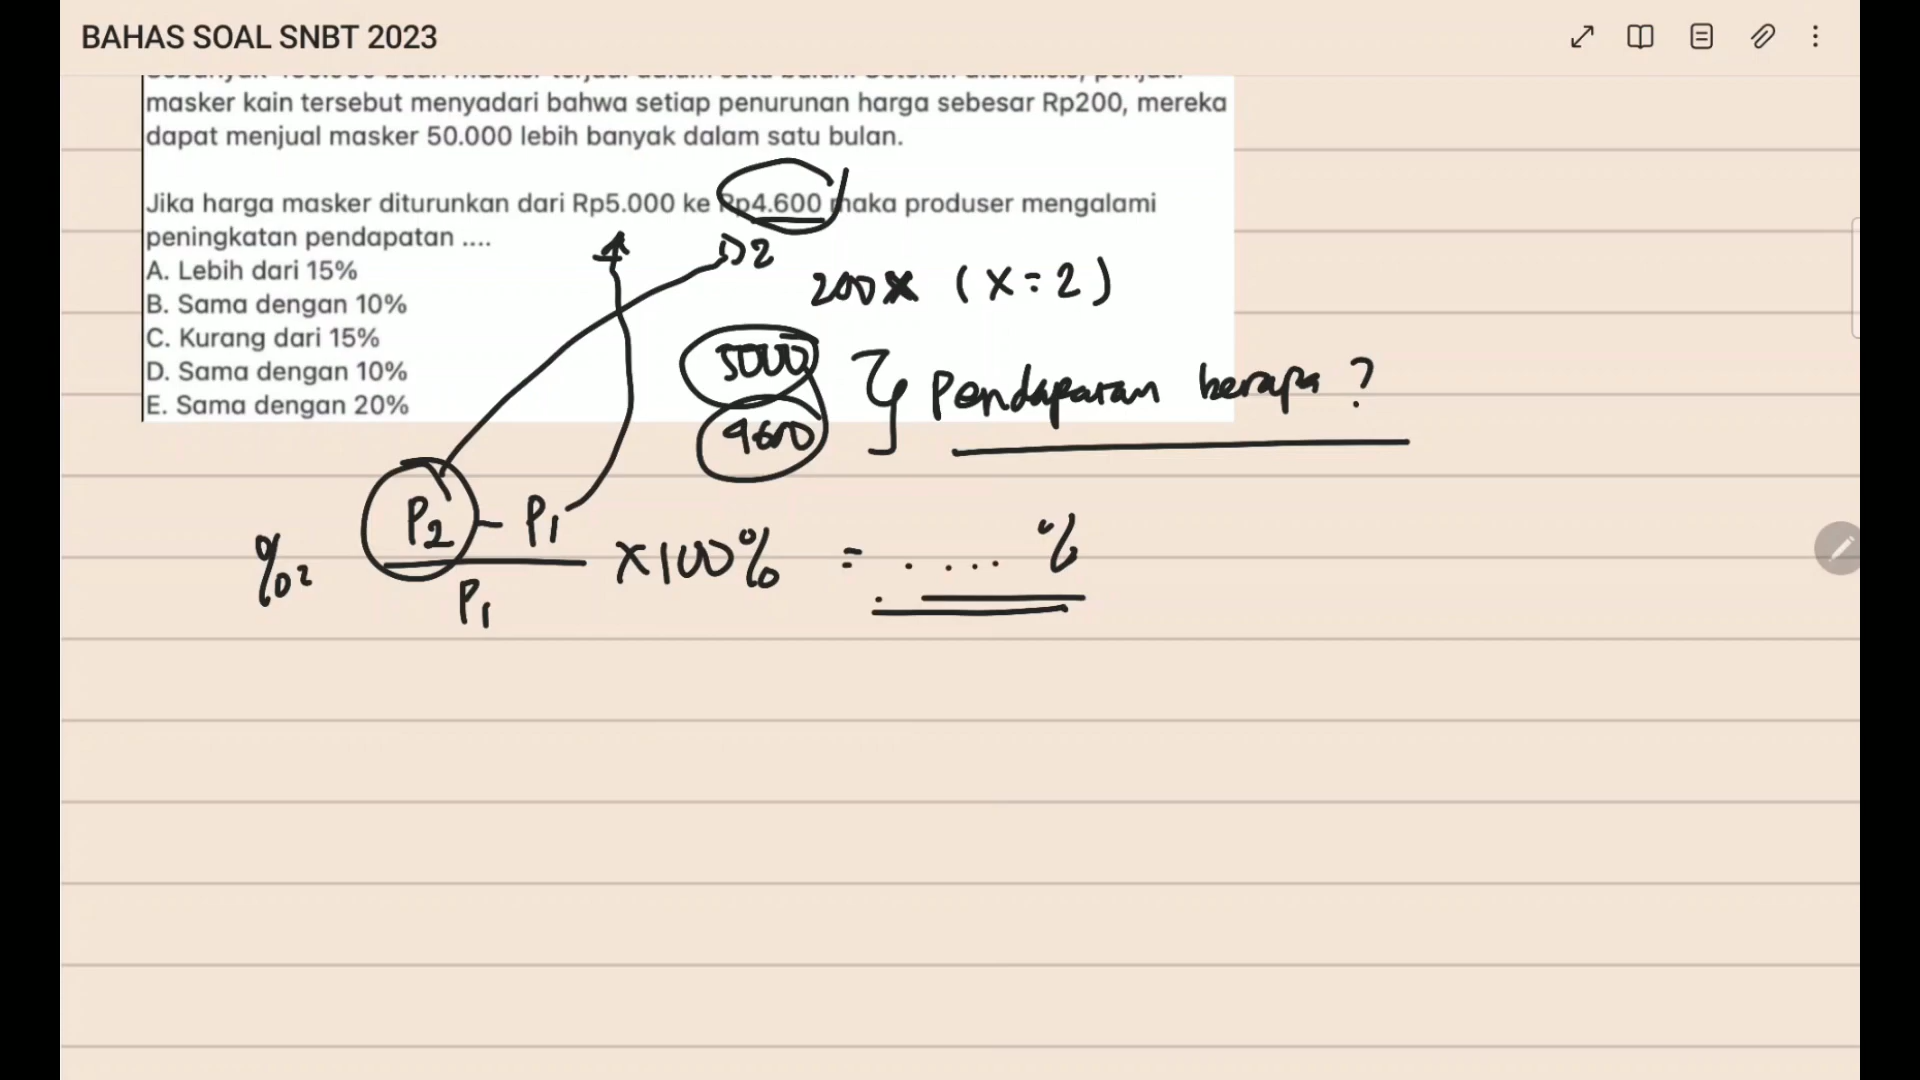 BAHAS SOAL SNBT 2023
masker kain tersebut menyadari bahwa setiap penurunan harga sebesar Rp200, mereka
dapat menjual masker 50.000 lebih banyak dalam satu bulan.
Jika harga masker diturunkan dari Rp5.000 ke Rp4.600 maka produser mengalami
peningkatan pendapatan ....
A. Lebih dari 15%
B. Sama dengan 10%
C. Kurang dari 15%
D. Sama dengan 10%
E. Sama dengan 20%
2
200x (x = 2)
5000
4600
Pendapatan berapa ?
P2 - P1
P1
x100% = ..... %